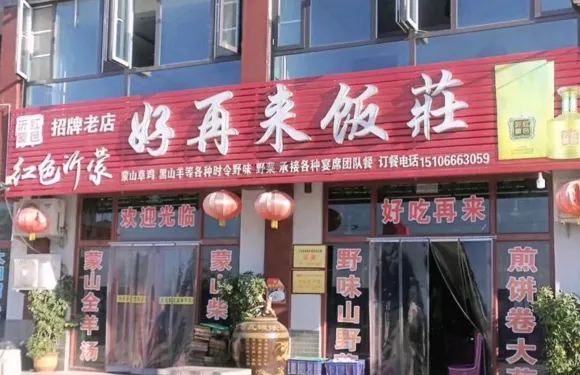 红色沂蒙
招牌老店
好再来饭莊
红色沂蒙
蒙山草鸡 黑山羊等各种时令野味 野菜 承接各种宴席团队餐 订餐电话15106663059
欢迎光临
好吃再来
蒙山全羊汤
蒙山柴
野味山野
煎饼卷大